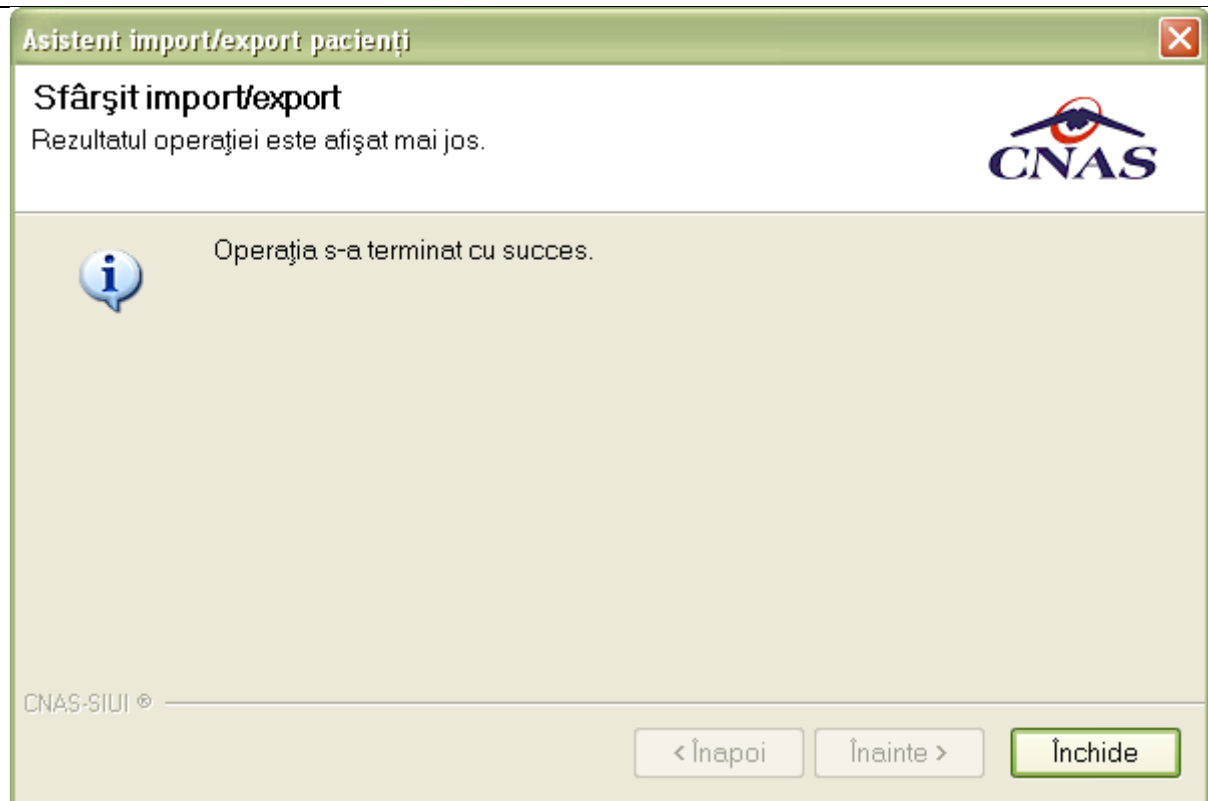 Asistent import/export pacienți
Sfârşit import/export
Rezultatul operaţiei este afişat mai jos.
CNAS
Operaţia s-a terminat cu succes.
CNAS-SIUI ®
< Înapoi
Înainte >
Închide